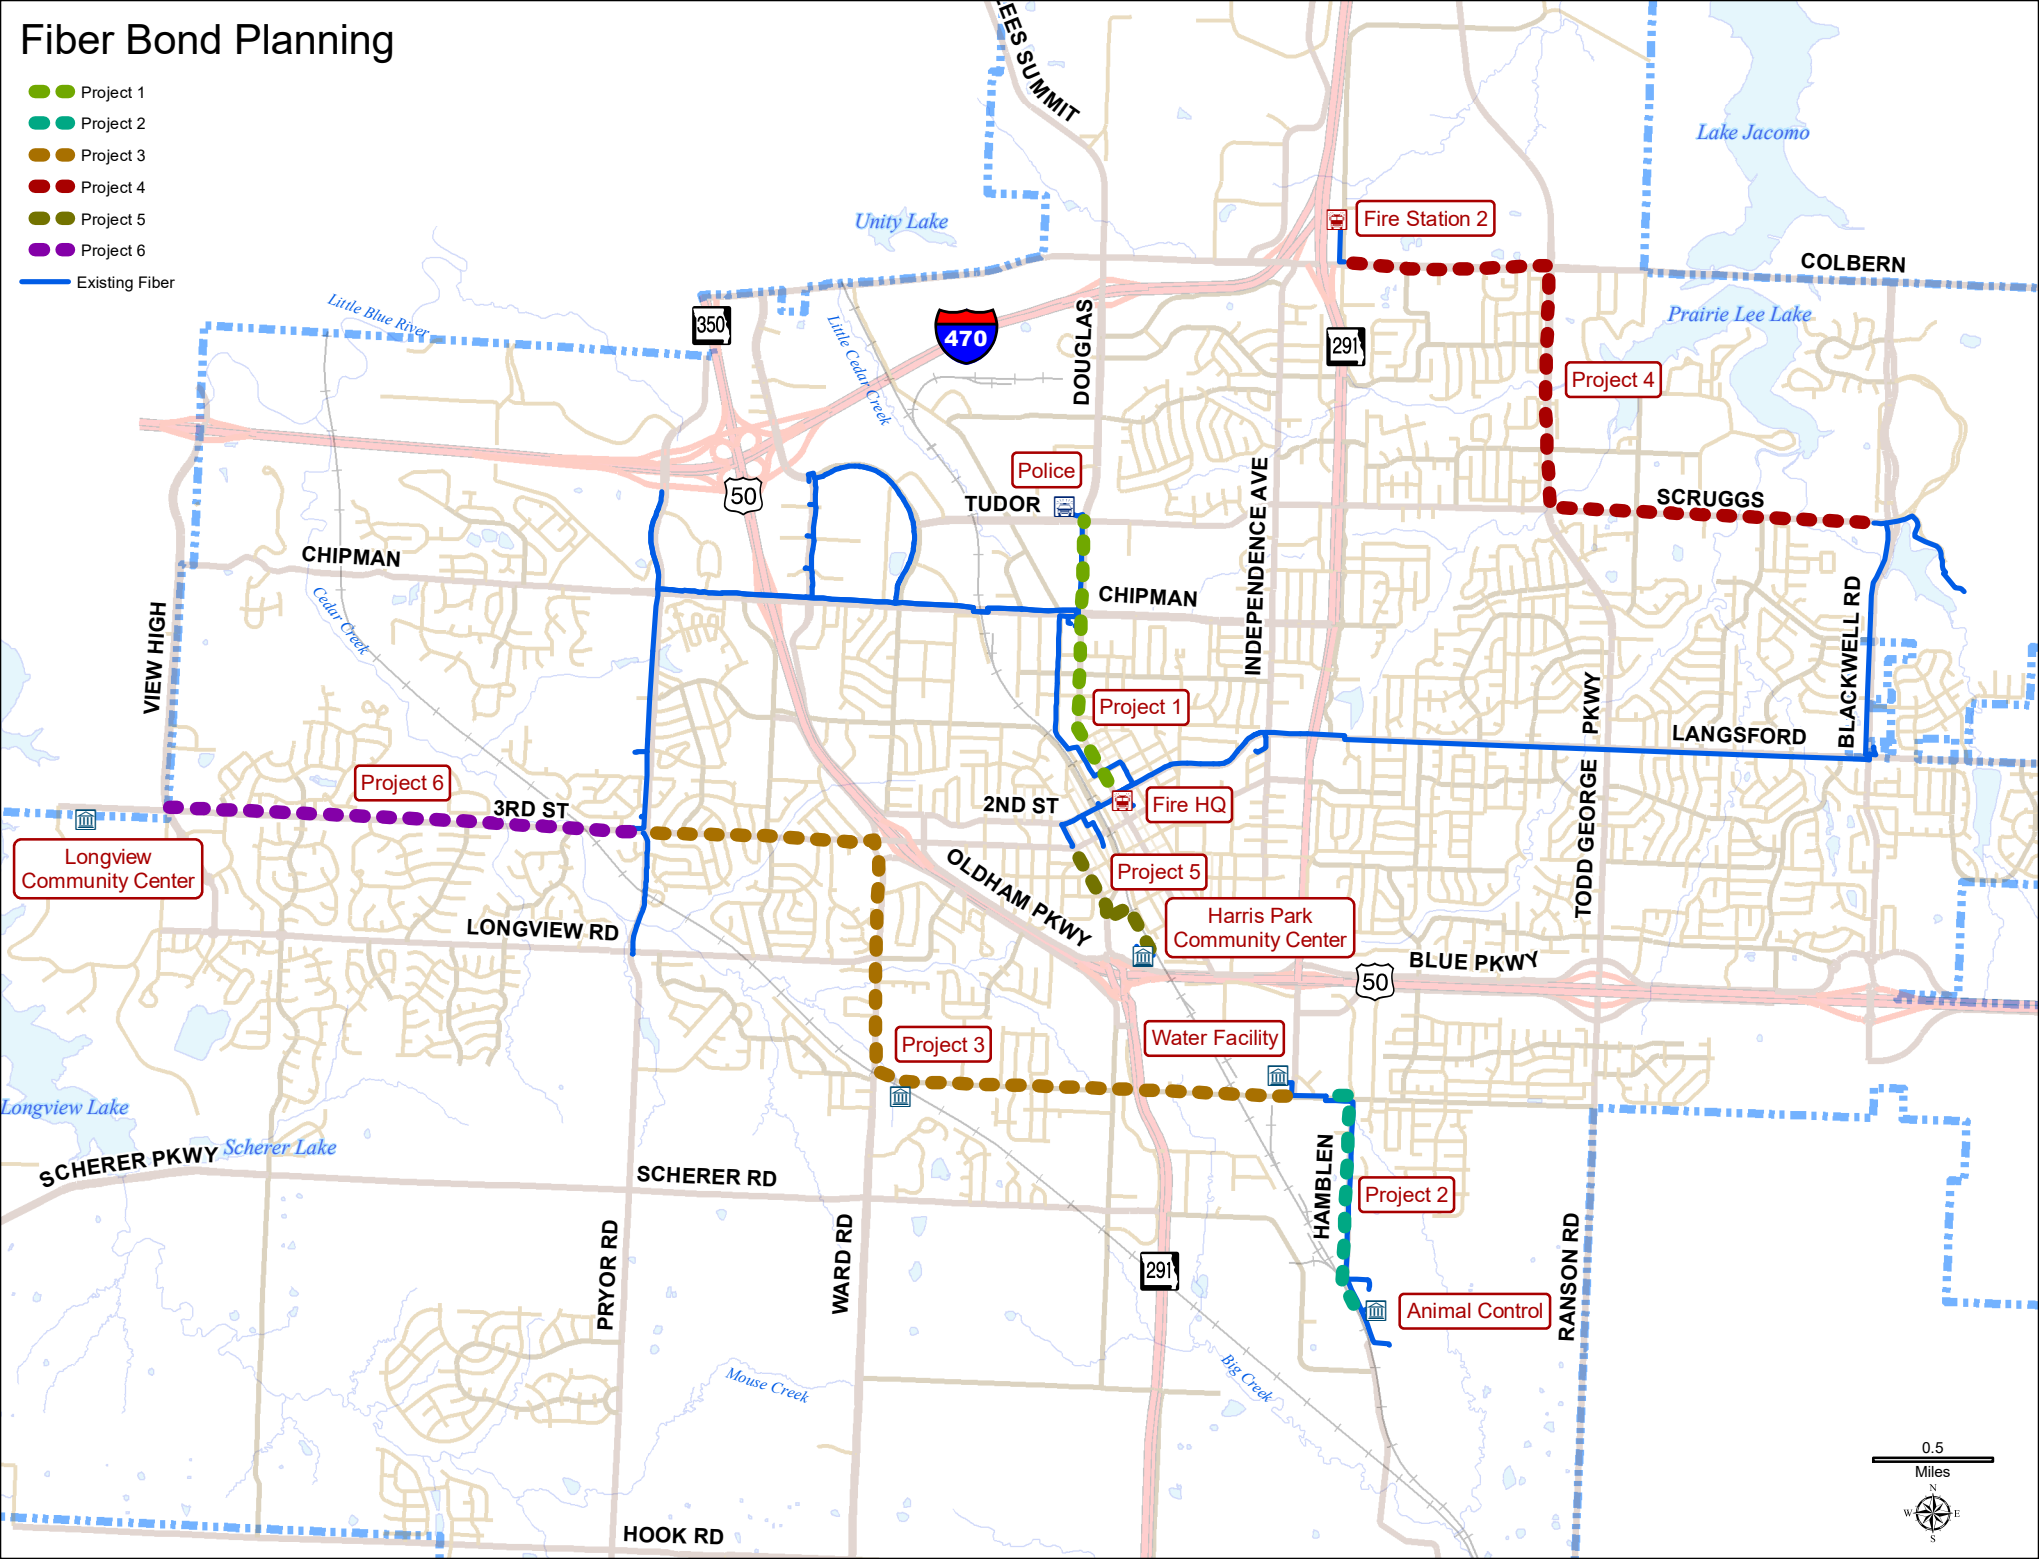 Fiber Bond Planning
Project 1
Project 2
Project 3
Project 4
Project 5
Project 6
Existing Fiber
LEES SUMMIT
Lake Jacomo
Unity Lake
Fire Station 2
COLBERN
Little Blue River
350
Little Cedar Creek
470
DOUGLAS
291
Prairie Lee Lake
Project 4
Police
50
TUDOR
SCRUGGS
INDEPENDENCE AVE
CHIPMAN
CHIPMAN
Cedar Creek
VIEW HIGH
BLACKWELL RD
Project 1
TODD GEORGE PKWY
LANGSFORD
Project 6
3RD ST
2ND ST
Fire HQ
Longview
Community Center
OLDHAM PKWY
Project 5
Harris Park
Community Center
LONGVIEW RD
BLUE PKWY
50
Project 3
Water Facility
Longview Lake
Scherer Lake
SCHERER PKWY
SCHERER RD
HAMBLEN
Project 2
PRYOR RD
WARD RD
291
RANSON RD
Animal Control
Mouse Creek
Big Creek
0.5
Miles
N
W E
S
HOOK RD